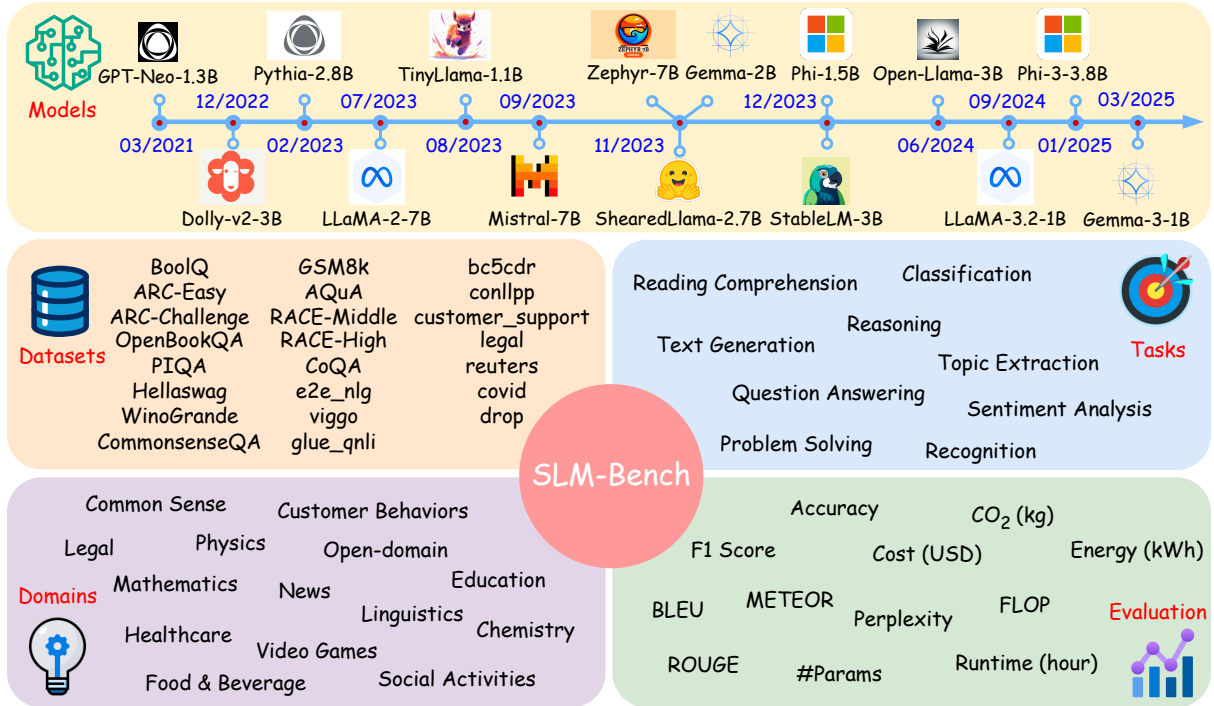 ZEPHYR 7B
GPT-Neo-1.3B
Pythia-2.8B
TinyLlama-1.1B
Zephyr-7B
Gemma-2B
Phi-1.5B
Open-Llama-3B
Phi-3-3.8B
Models
12/2022
07/2023
09/2023
12/2023
09/2024
03/2025
03/2021
02/2023
08/2023
11/2023
06/2024
01/2025
Dolly-v2-3B
LLaMA-2-7B
Mistral-7B
ShearedLlama-2.7B
StableLM-3B
LLaMA-3.2-1B
Gemma-3-1B
Datasets
BoolQ
ARC-Easy
ARC-Challenge
OpenBookQA
PIQA
Hellaswag
WinoGrande
CommonsenseQA
GSM8k
AQuA
RACE-Middle
RACE-High
CoQA
e2e_nlg
viggo
glue_qnli
bc5cdr
conllpp
customer_support
legal
reuters
covid
drop
Reading Comprehension
Classification
Reasoning
Text Generation
Topic Extraction
Question Answering
Sentiment Analysis
Problem Solving
Recognition
Tasks
SLM-Bench
Common Sense
Customer Behaviors
Legal
Physics
Open-domain
Mathematics
News
Education
Linguistics
Healthcare
Chemistry
Video Games
Food & Beverage
Social Activities
Domains
Accuracy
CO2 (kg)
F1 Score
Cost (USD)
Energy (kWh)
BLEU
METEOR
Perplexity
FLOP
ROUGE
#Params
Runtime (hour)
Evaluation